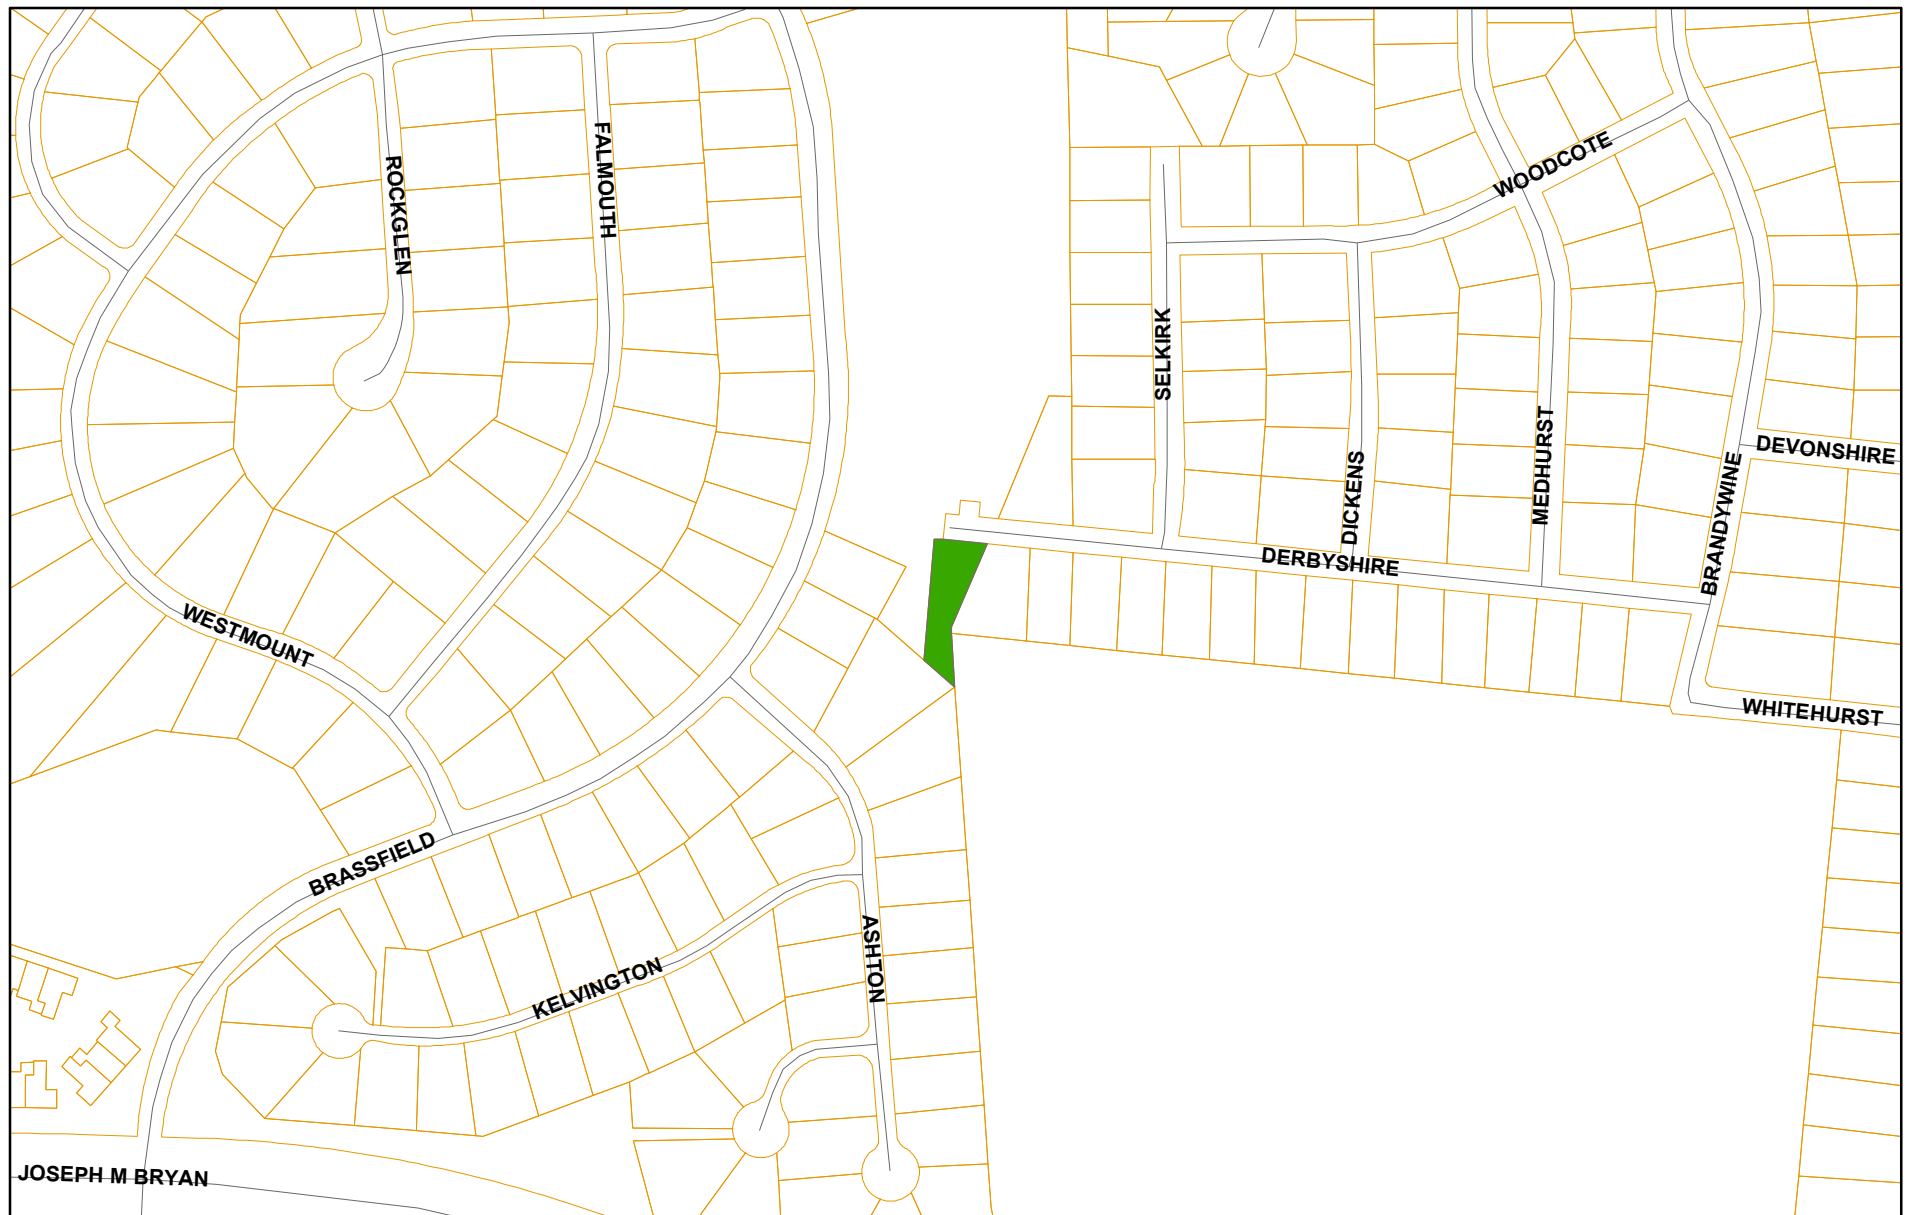 WOODCOTE
FALMOUTH
ROCKGLEN
SELKIRK
MEDHURST
DEVONSHIRE
DICKENS
BRANDYWINE
DERBYSHIRE
WESTMOUNT
WHITEHURST
BRASSFIELD
ASHTON
KELVINGTON
JOSEPH M BRYAN